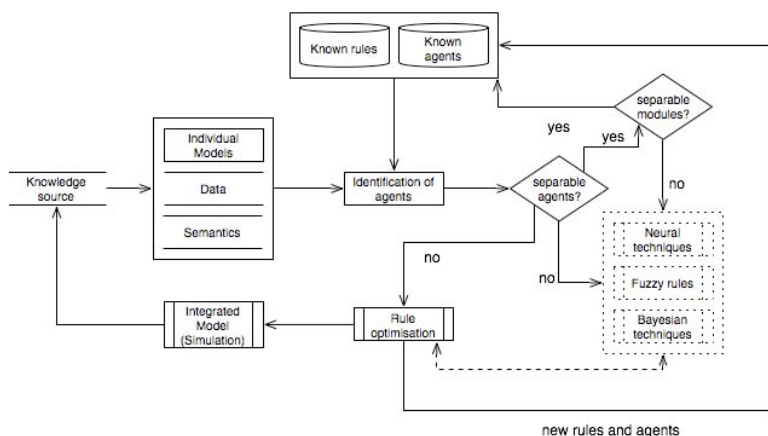 Known rules
Known
agents
separable
modules?
yes
yes
Individual
Models
Knowledge
source
Data
Identification of
agents
separable
agents?
no
Semantics
Neural
techniques
no
no
Fuzzy rules
Integrated
Model
(Simulation)
Rule
optimisation
Bayesian
techniques
new rules and agents